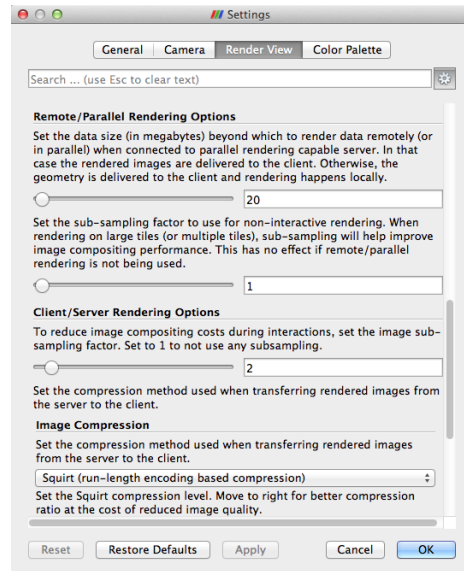 Settings
General Camera Render View Color Palette
Search ... (use Esc to clear text)
Remote/Parallel Rendering Options
Set the data size (in megabytes) beyond which to render data remotely (or
in parallel) when connected to parallel rendering capable server. In that
case the rendered images are delivered to the client. Otherwise, the
geometry is delivered to the client and rendering happens locally.
20
Set the sub-sampling factor to use for non-interactive rendering. When
rendering on large tiles (or multiple tiles), sub-sampling will help improve
image compositing performance. This has no effect if remote/parallel
rendering is not being used.
1
Client/Server Rendering Options
To reduce image compositing costs during interactions, set the image sub-
sampling factor. Set to 1 to not use any subsampling.
2
Set the compression method used when transferring rendered images from
the server to the client.
Image Compression
Set the compression method used when transferring rendered images
from the server to the client.
Squirt (run-length encoding based compression)
Set the Squirt compression level. Move to right for better compression
ratio at the cost of reduced image quality.
Reset Restore Defaults Apply Cancel OK